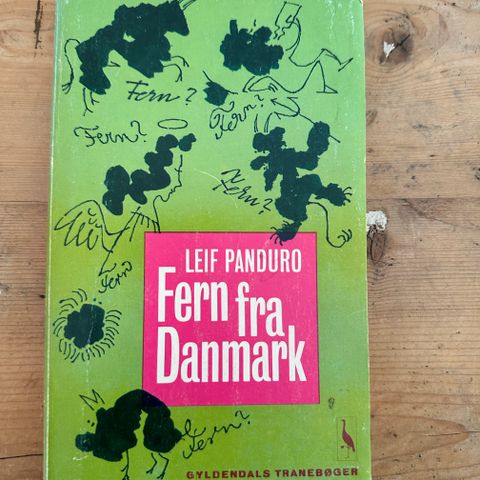 Fern?
Fern?
Fern?
Fern?
Fern
LEIF PANDURO
Fern fra
Danmark
Fern?
GYLDENDALS TRANEBØGER